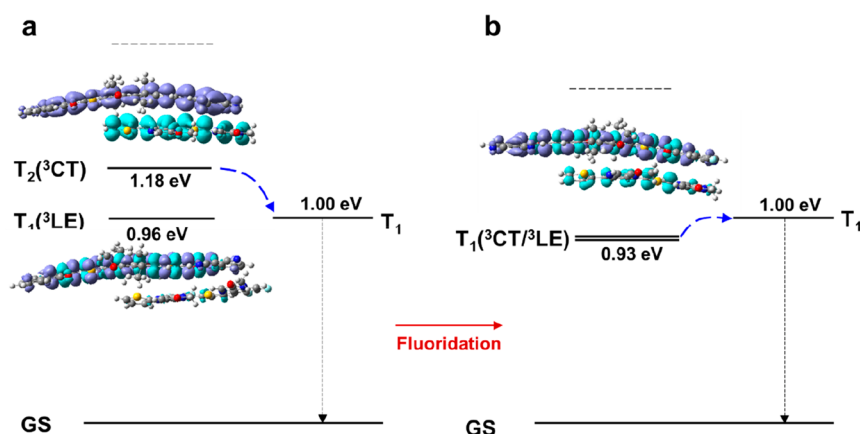 a
T₂(³CT)
1.18 eV
T₁(³LE)
0.96 eV
1.00 eV
T₁
GS
Fluoridation
b
T₁(³CT/³LE)
0.93 eV
1.00 eV
T₁
GS